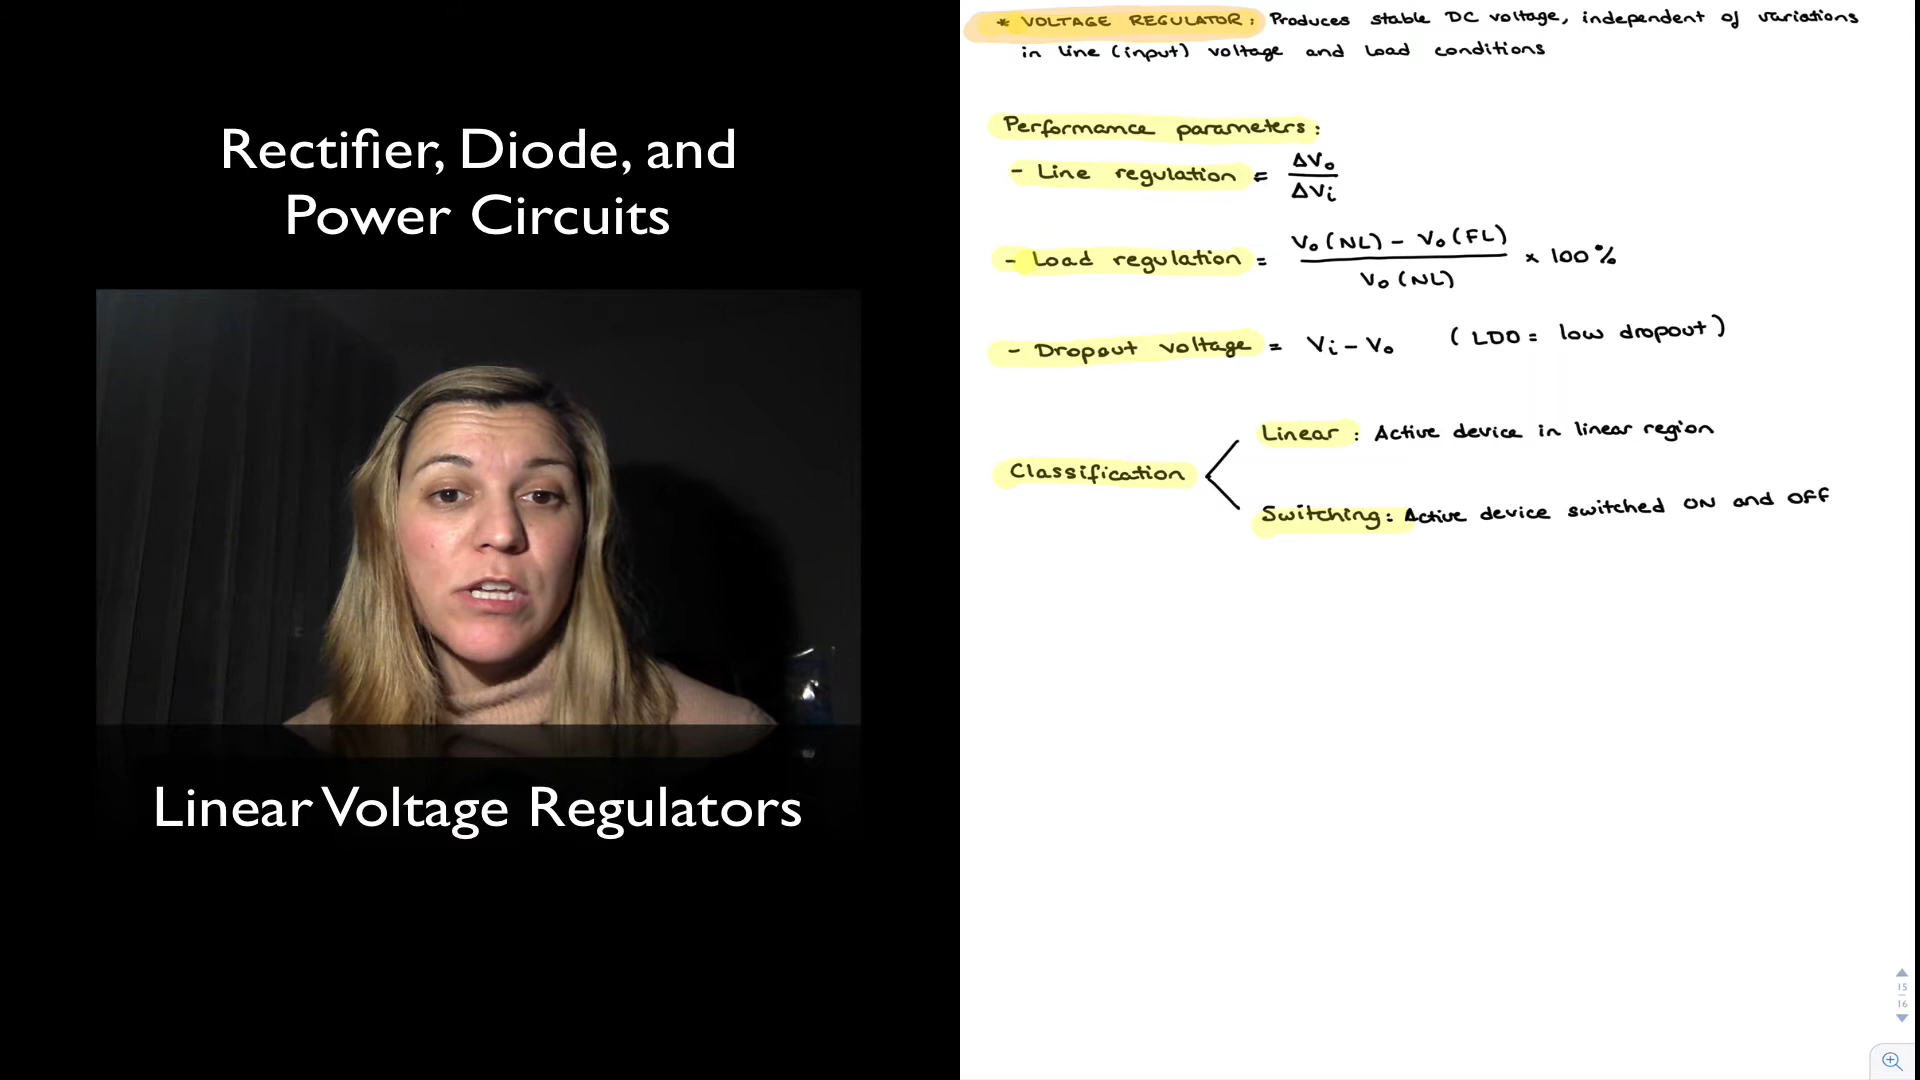 Rectifier, Diode, and
Power Circuits
Linear Voltage Regulators
* VOLTAGE REGULATOR: Produces stable DC voltage, independent of variations
in line (input) voltage and load conditions
Performance parameters:
- Line regulation = ΔVo / ΔVi
- Load regulation = Vo(NL) - Vo(FL) / Vo(NL) × 100%
- Dropout voltage = Vi - Vo (LDO = low dropout)
Classification
Linear: Active device in linear region
Switching: Active device switched ON and OFF
15
16